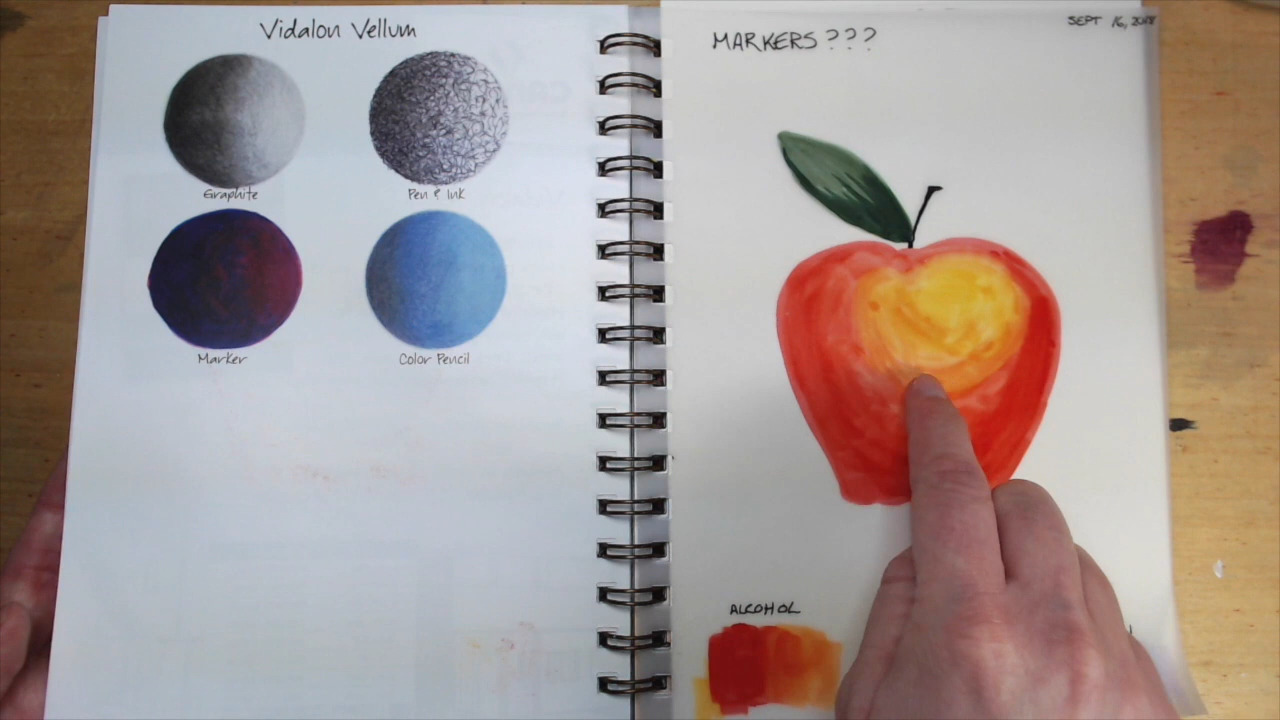 Vidalon Vellum
Graphite
Pen & Ink
Marker
Color Pencil
SEPT 16, 2018
MARKERS???
ALCOHOL